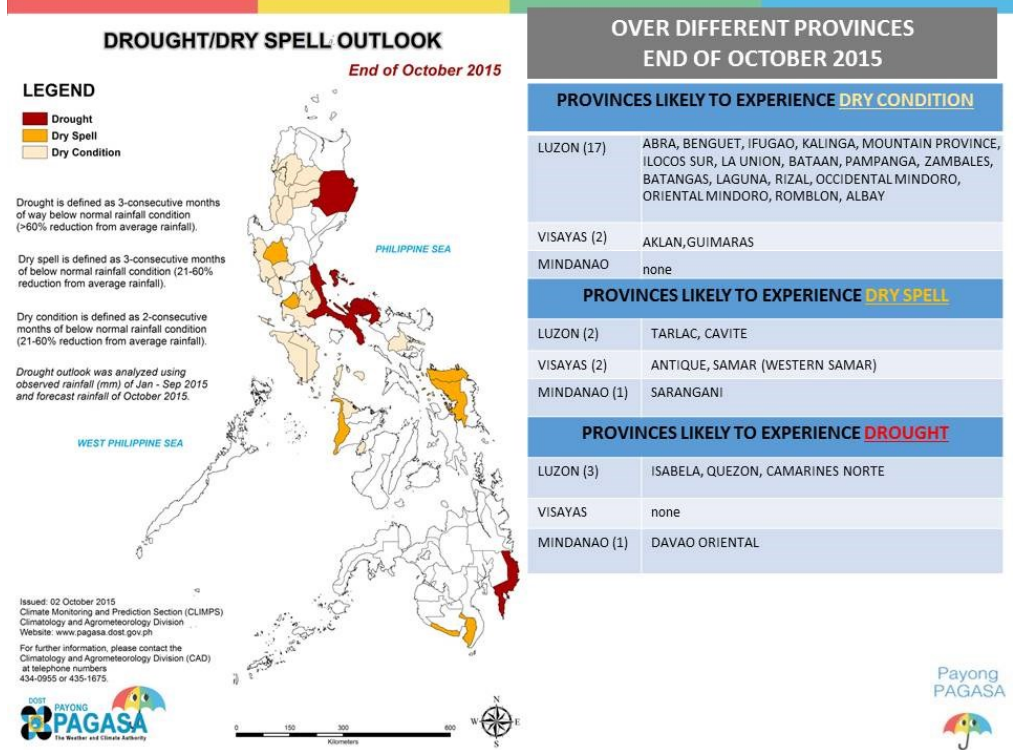 DROUGHT/DRY SPELL OUTLOOK
End of October 2015
LEGEND
Drought
Dry Spell
Dry Condition
Drought is defined as 3-consecutive months
of way below normal rainfall condition
(>60% reduction from average rainfall).
Dry spell is defined as 3-consecutive months
of below normal rainfall condition (21-60%
reduction from average rainfall).
Dry condition is defined as 2-consecutive
months of below normal rainfall condition
(21-60% reduction from average rainfall).
Drought outlook was analyzed using
observed rainfall (mm) of Jan - Sep 2015
and forecast rainfall of October 2015.
PHILIPPINE SEA
WEST PHILIPPINE SEA
Issued: 02 October 2015
Climate Monitoring and Prediction Section (CLIMPS)
Climatology and Agrometeorology Division
Website: www.pagasa.dost.gov.ph
For further information, please contact the
Climatology and Agrometeorology Division (CAD)
at telephone numbers
434-0955 or 435-1675.
DOST
PAYONG
PAGASA
The Weather and Climate Authority
0 150 300 600
Kilometers
N
W E
S
OVER DIFFERENT PROVINCES
END OF OCTOBER 2015
PROVINCES LIKELY TO EXPERIENCE DRY CONDITION
LUZON (17) ABRA, BENGUET, IFUGAO, KALINGA, MOUNTAIN PROVINCE,
ILOCOS SUR, LA UNION, BATAAN, PAMPANGA, ZAMBALES,
BATANGAS, LAGUNA, RIZAL, OCCIDENTAL MINDORO,
ORIENTAL MINDORO, ROMBLON, ALBAY
VISAYAS (2) AKLAN,GUIMARAS
MINDANAO none
PROVINCES LIKELY TO EXPERIENCE DRY SPELL
LUZON (2) TARLAC, CAVITE
VISAYAS (2) ANTIQUE, SAMAR (WESTERN SAMAR)
MINDANAO (1) SARANGANI
PROVINCES LIKELY TO EXPERIENCE DROUGHT
LUZON (3) ISABELA, QUEZON, CAMARINES NORTE
VISAYAS none
MINDANAO (1) DAVAO ORIENTAL
Payong
PAGASA